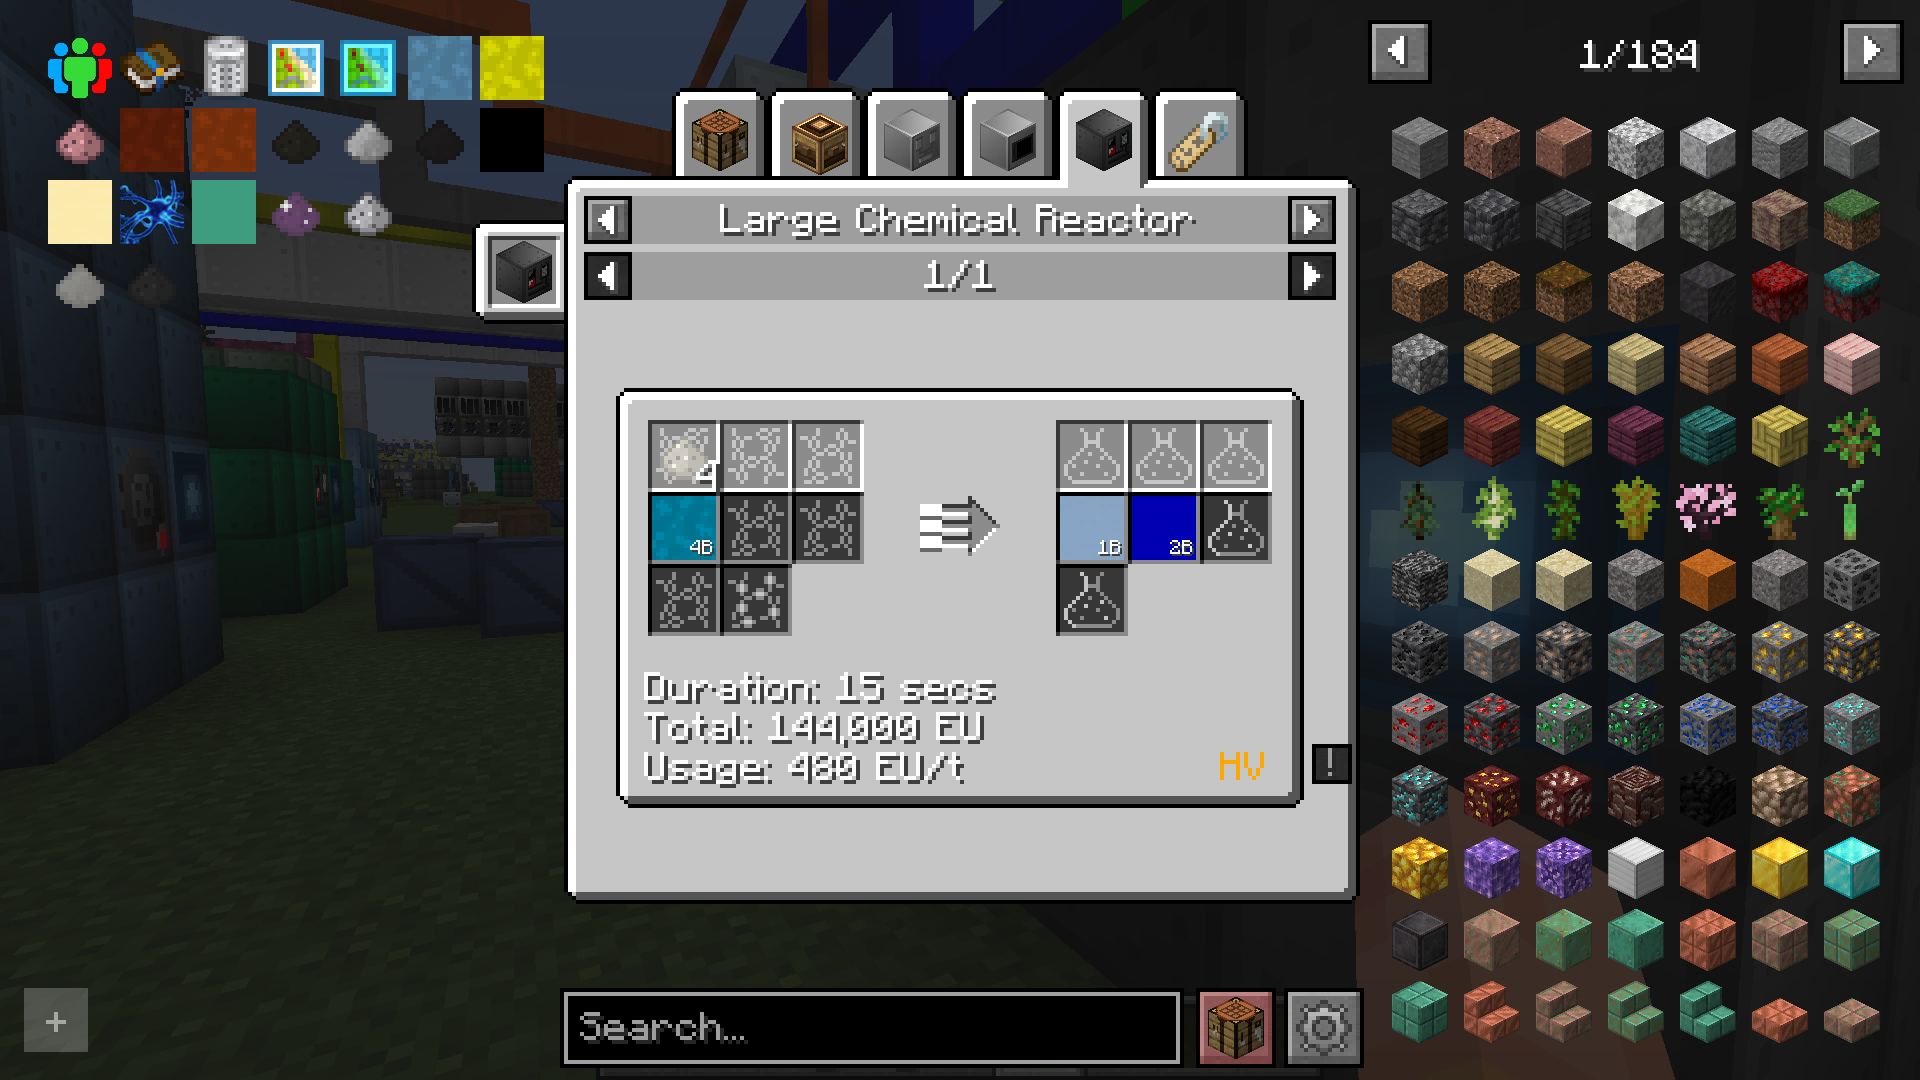 1/184
Large Chemical Reactor
1/1
4
4B
1B
2B
Duration: 15 secs
Total: 144,000 EU
Usage: 480 EU/t
HV
!
+
Search...